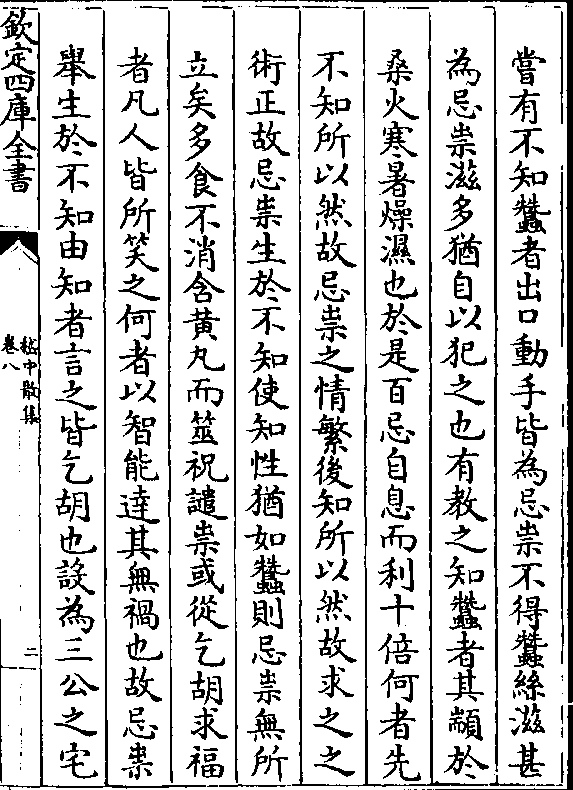 嘗有不知蠶者出口動手皆為忌祟不得蠶絲滋甚
為忌祟滋多猶自以犯之也有教之知蠶者其顓於
桑火寒暑燥濕也於是百忌自息而利十倍何者先
不知所以然故忌祟之情繁後知所以然故求之之
術正故忌祟生於不知使知性猶如蠶則忌祟無所
立矣多食不消含黄丸而筮祝譴祟或從乞胡求福
者凡人皆所笑之何者以智能達其無禍也故忌祟
舉生於不知由知者言之皆乞胡也設為三公之宅
欽定四庫全書
嵇中散集
卷八
二